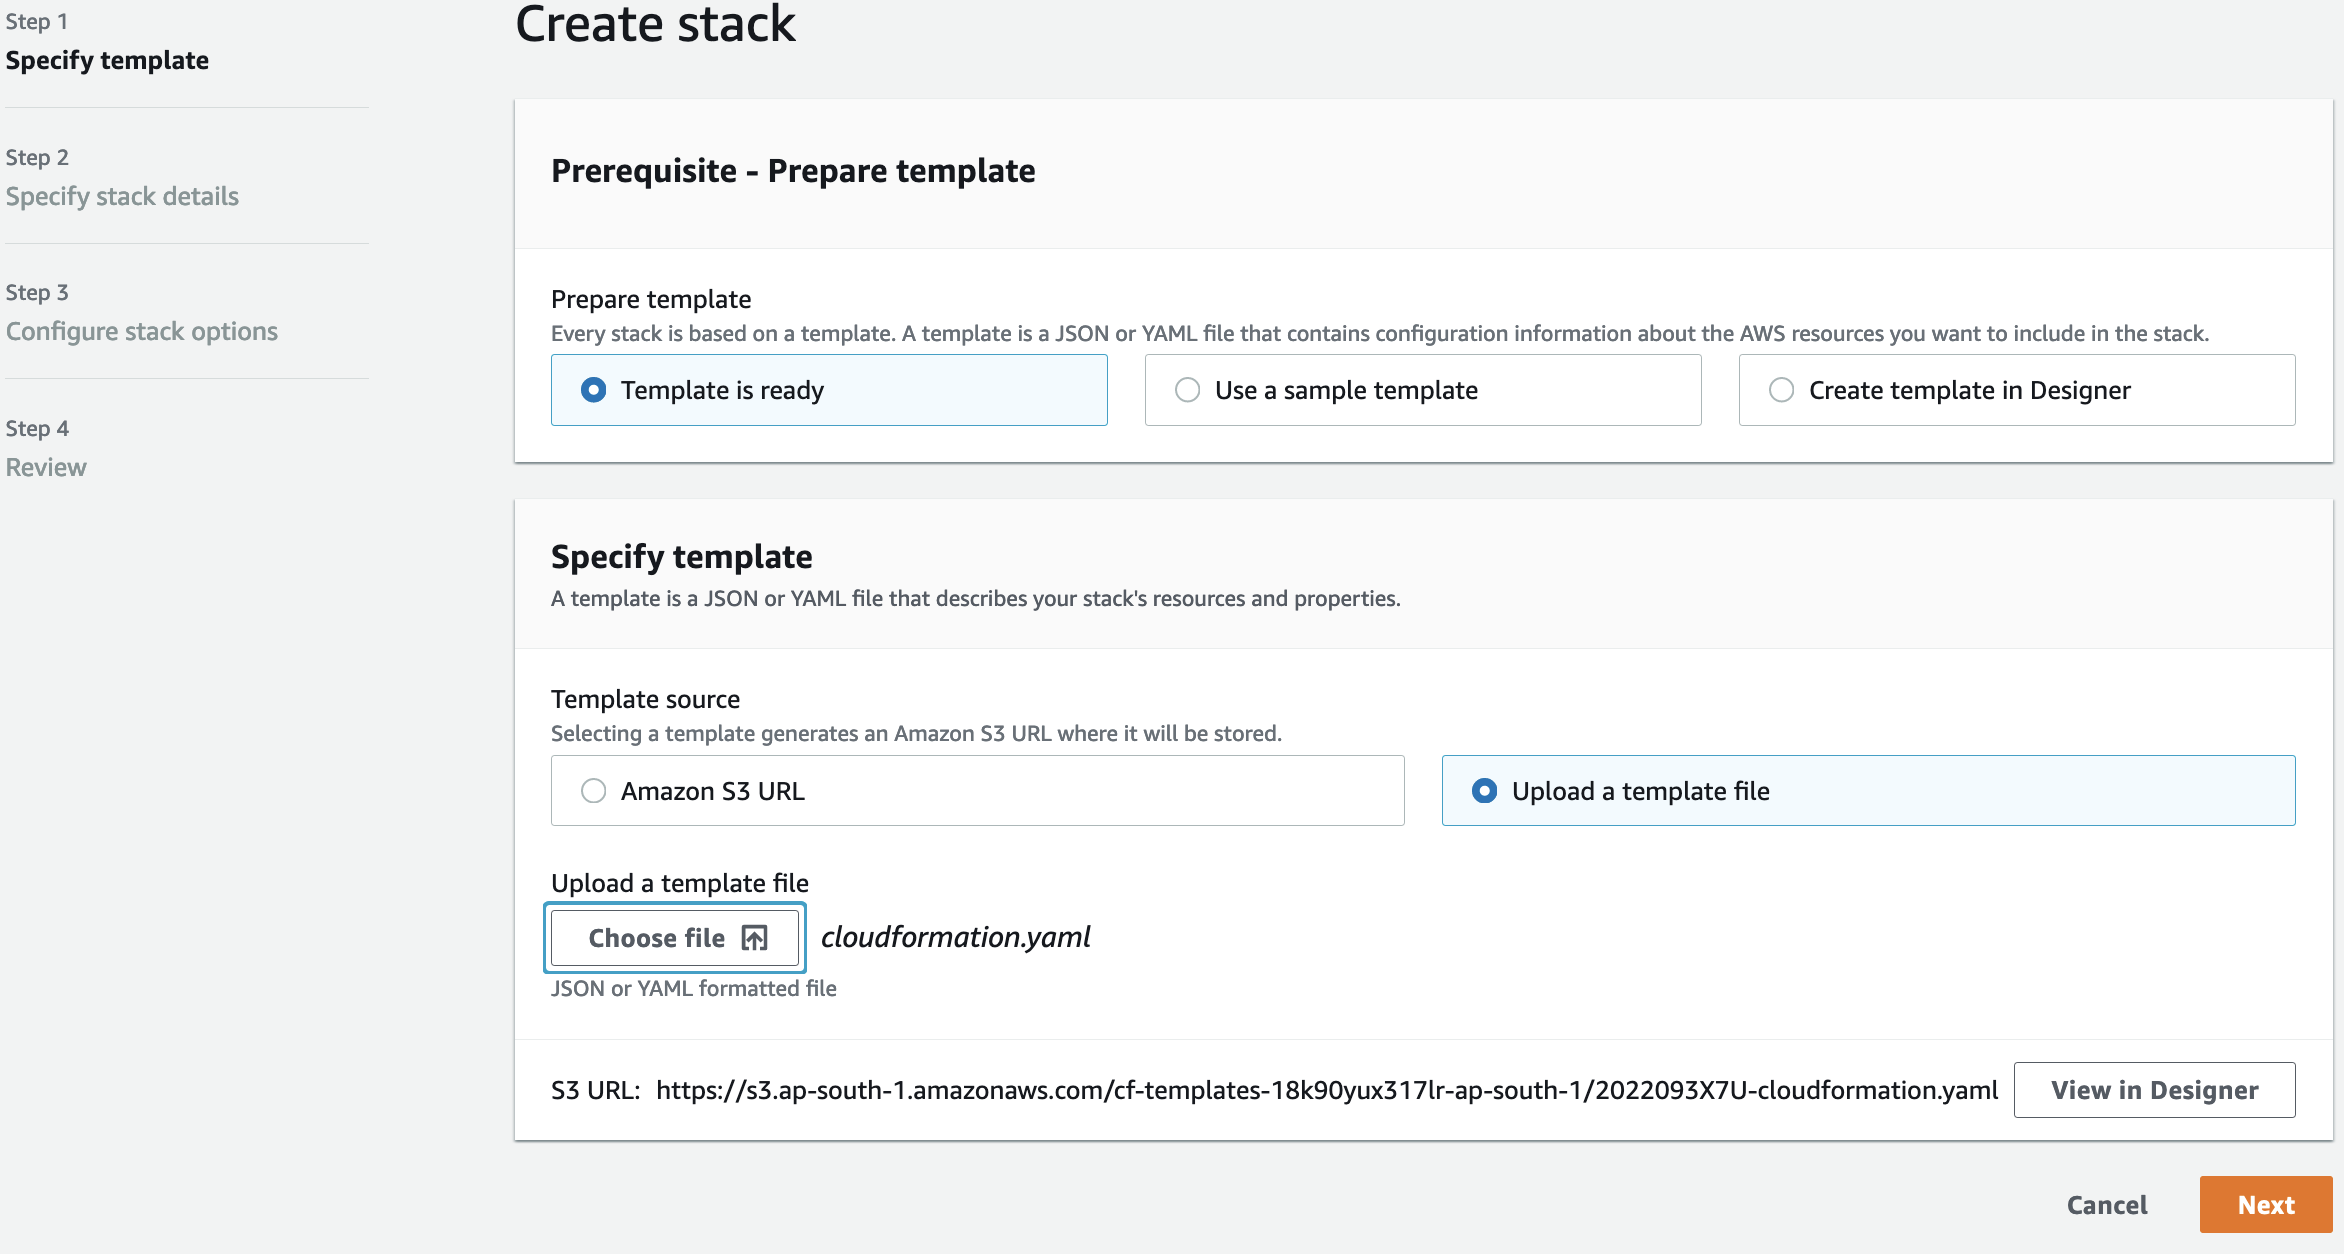 Step 1
Specify template
Step 2
Specify stack details
Step 3
Configure stack options
Step 4
Review
Create stack
Prerequisite - Prepare template
Prepare template
Every stack is based on a template. A template is a JSON or YAML file that contains configuration information about the AWS resources you want to include in the stack.
Template is ready
Use a sample template
Create template in Designer
Specify template
A template is a JSON or YAML file that describes your stack's resources and properties.
Template source
Selecting a template generates an Amazon S3 URL where it will be stored.
Amazon S3 URL
Upload a template file
Upload a template file
Choose file
cloudformation.yaml
JSON or YAML formatted file
S3 URL: https://s3.ap-south-1.amazonaws.com/cf-templates-18k90yux317lr-ap-south-1/2022093X7U-cloudformation.yaml
View in Designer
Cancel
Next